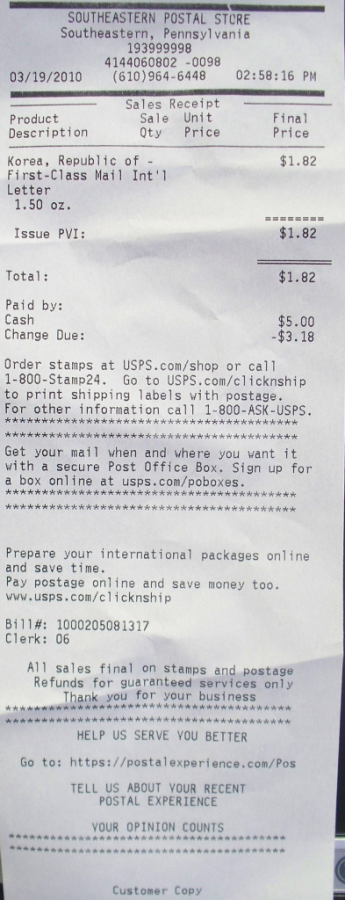 SOUTHEASTERN POSTAL STORE
Southeastern, Pennsylvania
193999998
4144060802 -0098
03/19/2010 (610)964-6448 02:58:16 PM
Sales Receipt
Product Sale Unit Final
Description Qty Price Price
Korea, Republic of - $1.82
First-Class Mail Int'l
Letter
1.50 oz.
========
Issue PVI: $1.82
Total: $1.82
Paid by:
Cash $5.00
Change Due: -$3.18
Order stamps at USPS.com/shop or call
1-800-Stamp24. Go to USPS.com/clicknship
to print shipping labels with postage.
For other information call 1-800-ASK-USPS.
****************************************
****************************************
Get your mail when and where you want it
with a secure Post Office Box. Sign up for
a box online at usps.com/poboxes.
****************************************
****************************************
Prepare your international packages online
and save time.
Pay postage online and save money too.
www.usps.com/clicknship
Bill#: 1000205081317
Clerk: 06
All sales final on stamps and postage
Refunds for guaranteed services only
Thank you for your business
****************************************
****************************************
HELP US SERVE YOU BETTER
Go to: https://postalexperience.com/Pos
TELL US ABOUT YOUR RECENT
POSTAL EXPERIENCE
YOUR OPINION COUNTS
****************************************
****************************************
Customer Copy